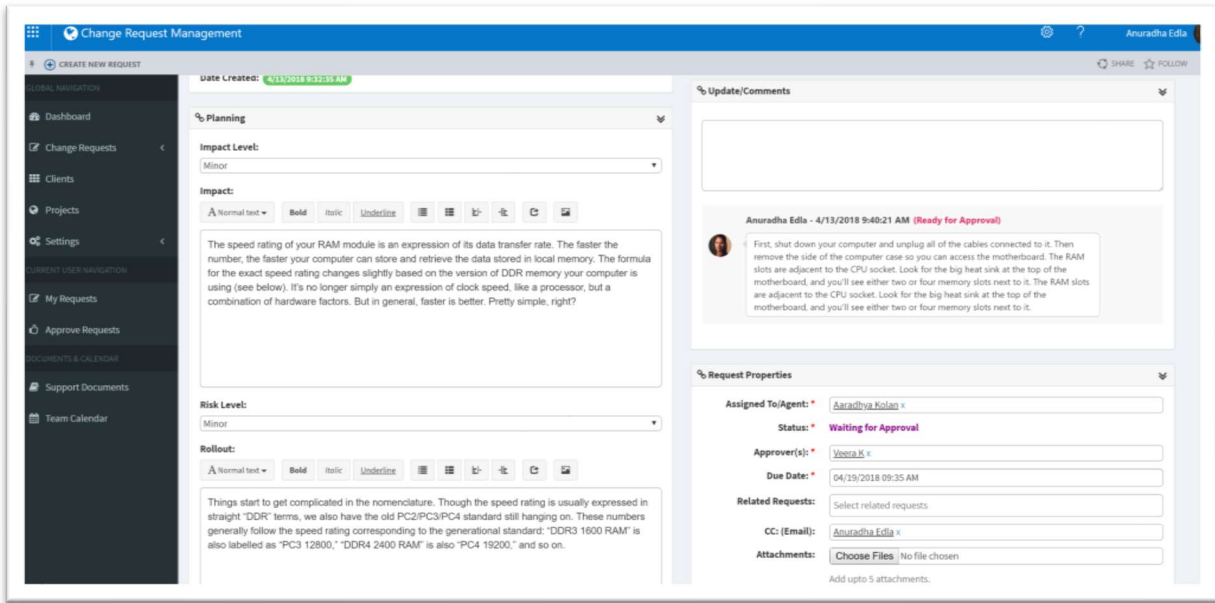 Change Request Management
?
Anuradha Edla
CREATE NEW REQUEST
SHARE
FOLLOW
GLOBAL NAVIGATION
Dashboard
Change Requests
Clients
Projects
Settings
CURRENT USER NAVIGATION
My Requests
Approve Requests
DOCUMENTS & CALENDAR
Support Documents
Team Calendar
Date Created: 4/13/2018 9:32:35 AM
Planning
Impact Level:
Minor
Impact:
A Normal text Bold Italic Underline
The speed rating of your RAM module is an expression of its data transfer rate. The faster the
number, the faster your computer can store and retrieve the data stored in local memory. The formula
for the exact speed rating changes slightly based on the version of DDR memory your computer is
using (see below). It's no longer simply an expression of clock speed, like a processor, but a
combination of hardware factors. But in general, faster is better. Pretty simple, right?
Risk Level:
Minor
Rollout:
A Normal text Bold Italic Underline
Things start to get complicated in the nomenclature. Though the speed rating is usually expressed in
straight “DDR” terms, we also have the old PC2/PC3/PC4 standard still hanging on. These numbers
generally follow the speed rating corresponding to the generational standard: “DDR3 1600 RAM” is
also labelled as “PC3 12800,” “DDR4 2400 RAM” is also “PC4 19200,” and so on.
Update/Comments
Anuradha Edla - 4/13/2018 9:40:21 AM (Ready for Approval)
First, shut down your computer and unplug all of the cables connected to it. Then
remove the side of the computer case so you can access the motherboard. The RAM
slots are adjacent to the CPU socket. Look for the big heat sink at the top of the
motherboard, and you'll see either two or four memory slots next to it. The RAM slots
are adjacent to the CPU socket. Look for the big heat sink at the top of the
motherboard, and you'll see either two or four memory slots next to it.
Request Properties
Assigned To/Agent: * Aaradhya Kolan x
Status: * Waiting for Approval
Approver(s): * Veera K x
Due Date: * 04/19/2018 09:35 AM
Related Requests: Select related requests
CC: (Email): Anuradha Edla x
Attachments: Choose Files No file chosen
Add upto 5 attachments.